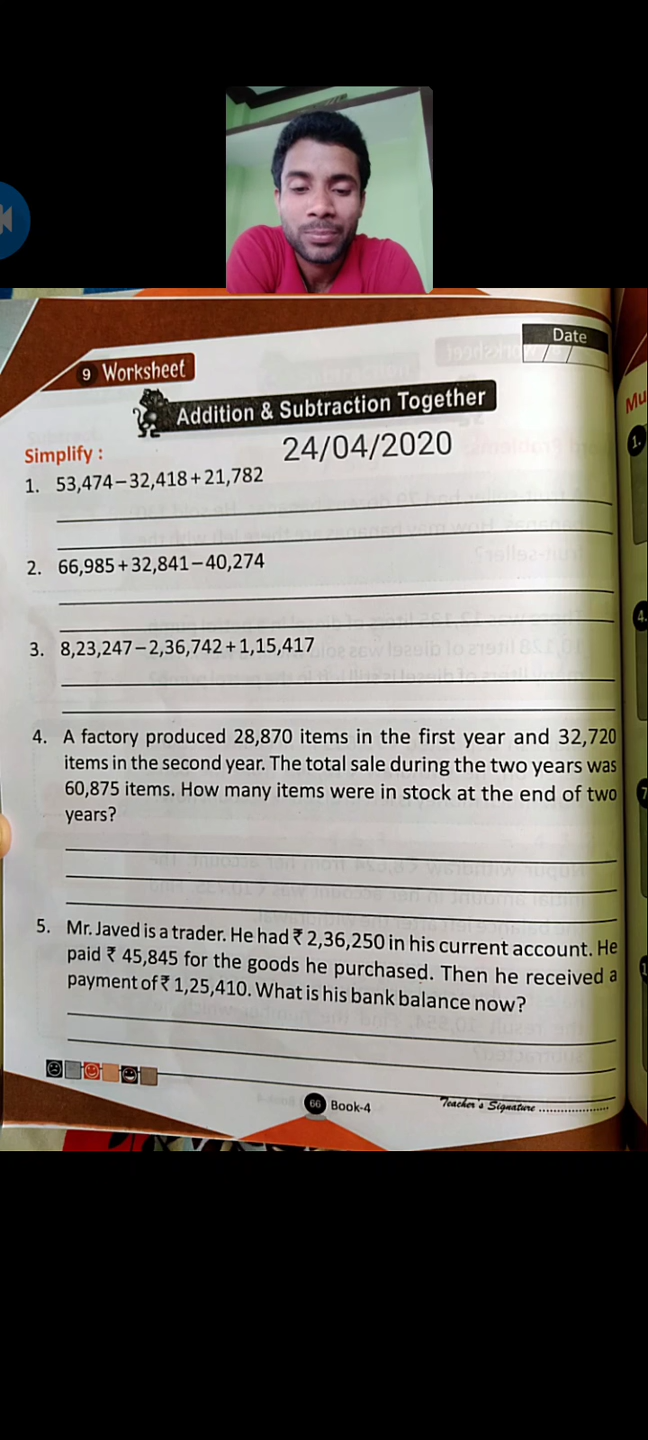 Date
/ /
9 Worksheet
Addition & Subtraction Together
24/04/2020
Simplify :
1. 53,474–32,418+21,782
2. 66,985+32,841–40,274
3. 8,23,247–2,36,742+1,15,417
4. A factory produced 28,870 items in the first year and 32,720
items in the second year. The total sale during the two years was
60,875 items. How many items were in stock at the end of two
years?
5. Mr. Javed is a trader. He had ₹ 2,36,250 in his current account. He
paid ₹ 45,845 for the goods he purchased. Then he received a
payment of ₹ 1,25,410. What is his bank balance now?
66 Book-4
Teacher's Signature ....................
Mu
1.
4.
7
1